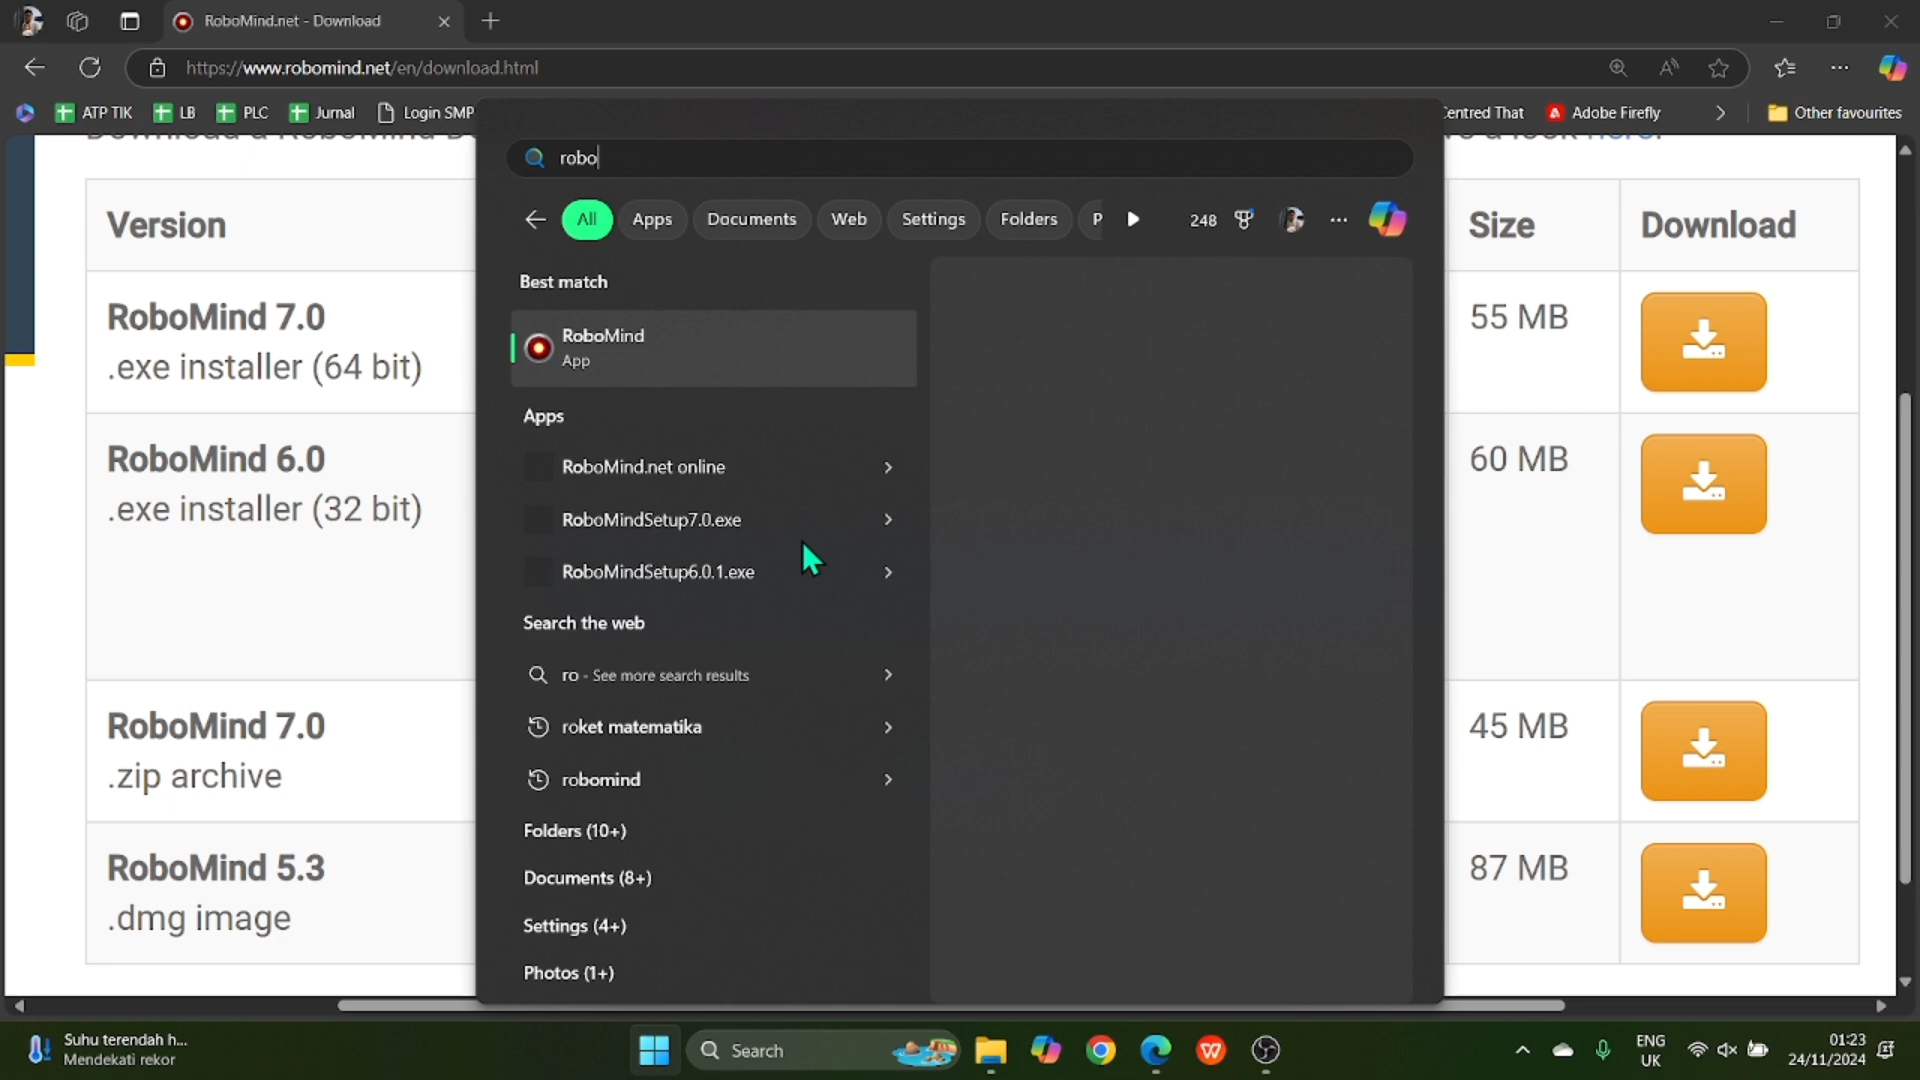 RoboMind.net - Download
https://www.robomind.net/en/download.html
ATP TIK
LB
PLC
Jurnal
Login SMP
entred That
Adobe Firefly
Other favourites
robo
All
Apps
Documents
Web
Settings
Folders
P
248
Version
Size
Download
Best match
RoboMind
App
RoboMind 7.0
.exe installer (64 bit)
55 MB
Apps
RoboMind.net online
RoboMindSetup7.0.exe
RoboMindSetup6.0.1.exe
RoboMind 6.0
.exe installer (32 bit)
60 MB
Search the web
ro - See more search results
roket matematika
robomind
RoboMind 7.0
.zip archive
45 MB
Folders (10+)
Documents (8+)
Settings (4+)
Photos (1+)
RoboMind 5.3
.dmg image
87 MB
Suhu terendah h...
Mendekati rekor
Search
ENG
UK
01:23
24/11/2024